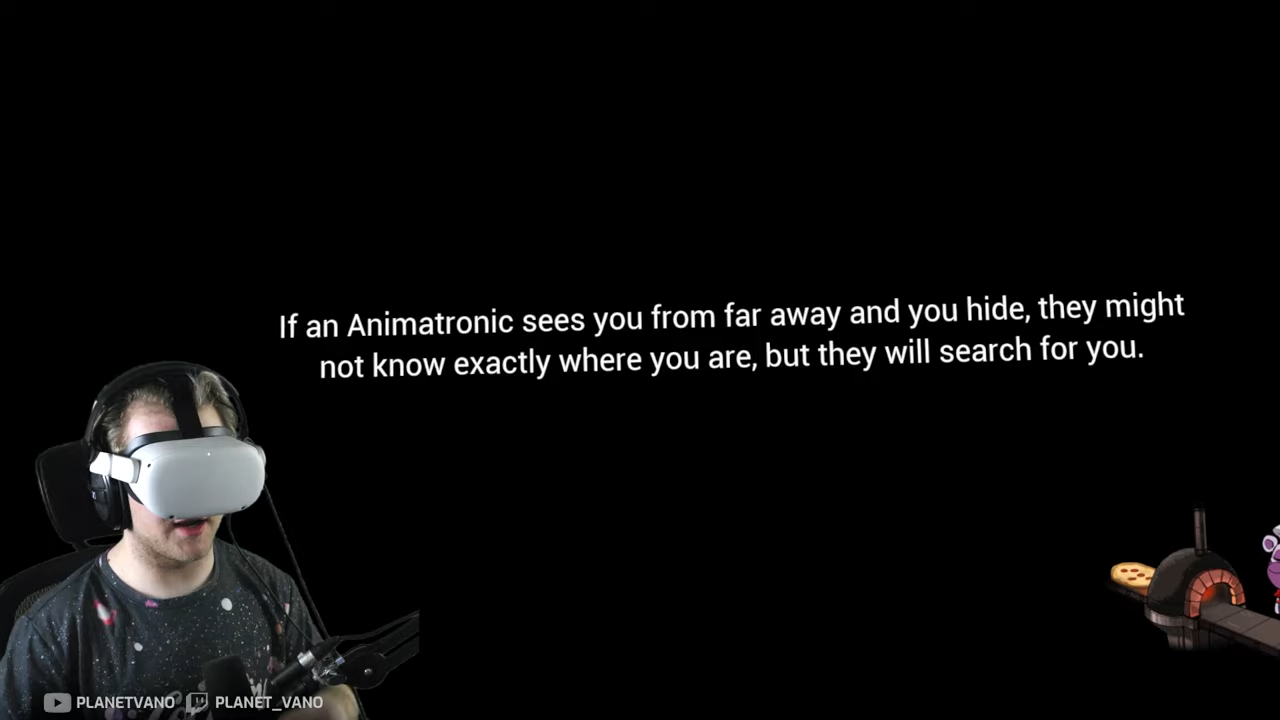 If an Animatronic sees you from far away and you hide, they might
not know exactly where you are, but they will search for you.
PLANETVANO PLANET_VANO